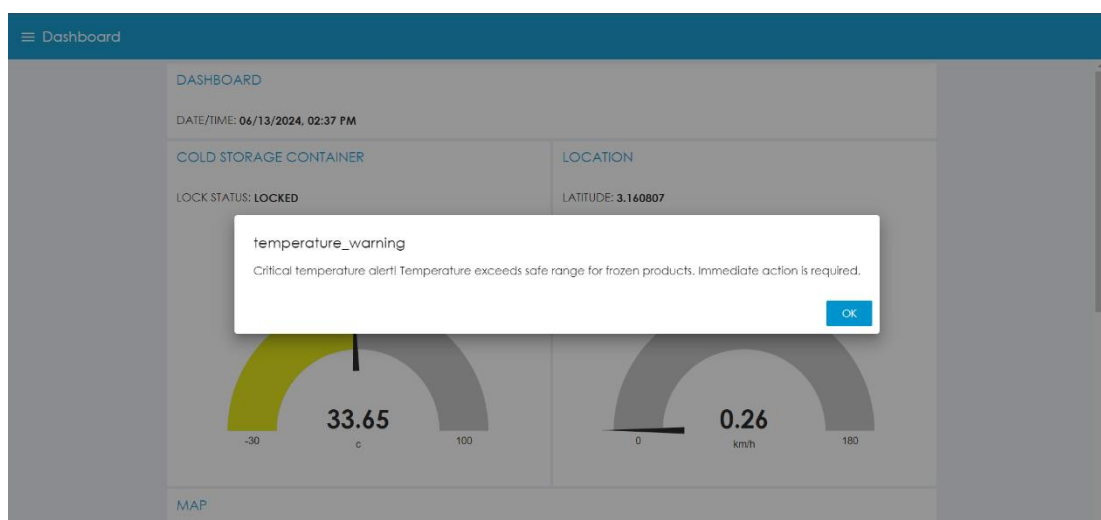 Dashboard
DASHBOARD
DATE/TIME: 06/13/2024, 02:37 PM
COLD STORAGE CONTAINER
LOCK STATUS: LOCKED
LOCATION
LATITUDE: 3.160807
temperature_warning
Critical temperature alert! Temperature exceeds safe range for frozen products. Immediate action is required.
OK
33.65
-30
c
100
0.26
0
km/h
180
MAP